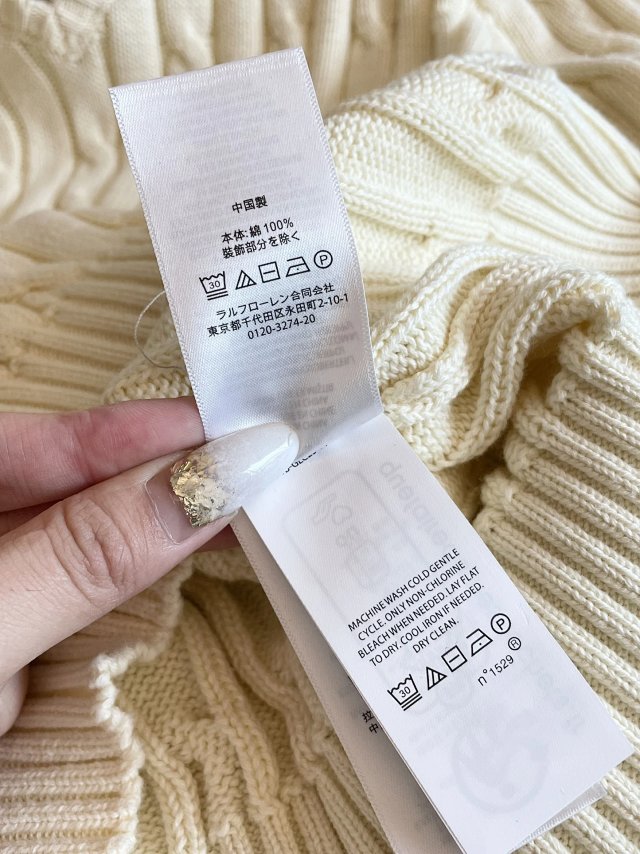 中国製
本体: 綿 100%
装飾部分を除く
30 P
ラルフローレン合同会社
東京都千代田区永田町2-10-1
0120-3274-20
MACHINE WASH COLD GENTLE
CYCLE. ONLY NON-CHLORINE
BLEACH WHEN NEEDED. LAY FLAT
TO DRY. COOL IRON IF NEEDED.
DRY CLEAN.
30 P
n°1529 ®